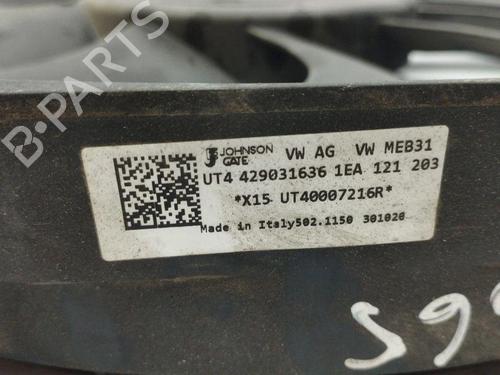 JOHNSON
GATE
VW AG VW MEB31
UT4 429031636 1EA 121 203
*X15 UT40007216R*
Made in Italy502.1150 301020
B-PARTS